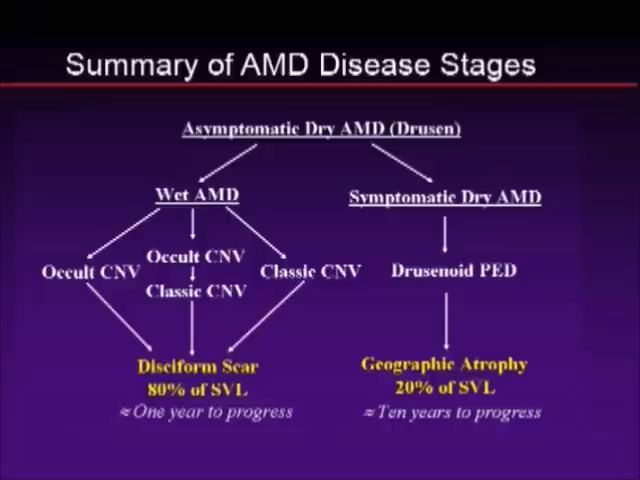 Summary of AMD Disease Stages
Asymptomatic Dry AMD (Drusen)
Wet AMD
Symptomatic Dry AMD
Occult CNV
Occult CNV
Classic CNV
Classic CNV
Drusenoid PED
Disciform Scar
80% of SVL
≈ One year to progress
Geographic Atrophy
20% of SVL
≈ Ten years to progress